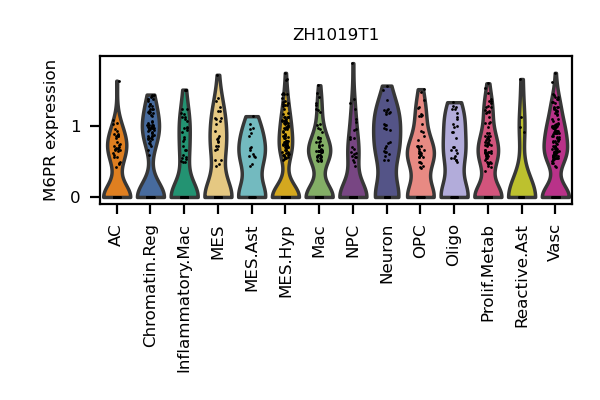 ZH1019T1
M6PR expression
1
0
AC
Chromatin.Reg
Inflammatory.Mac
MES
MES.Ast
MES.Hyp
Mac
NPC
Neuron
OPC
Oligo
Prolif.Metab
Reactive.Ast
Vasc